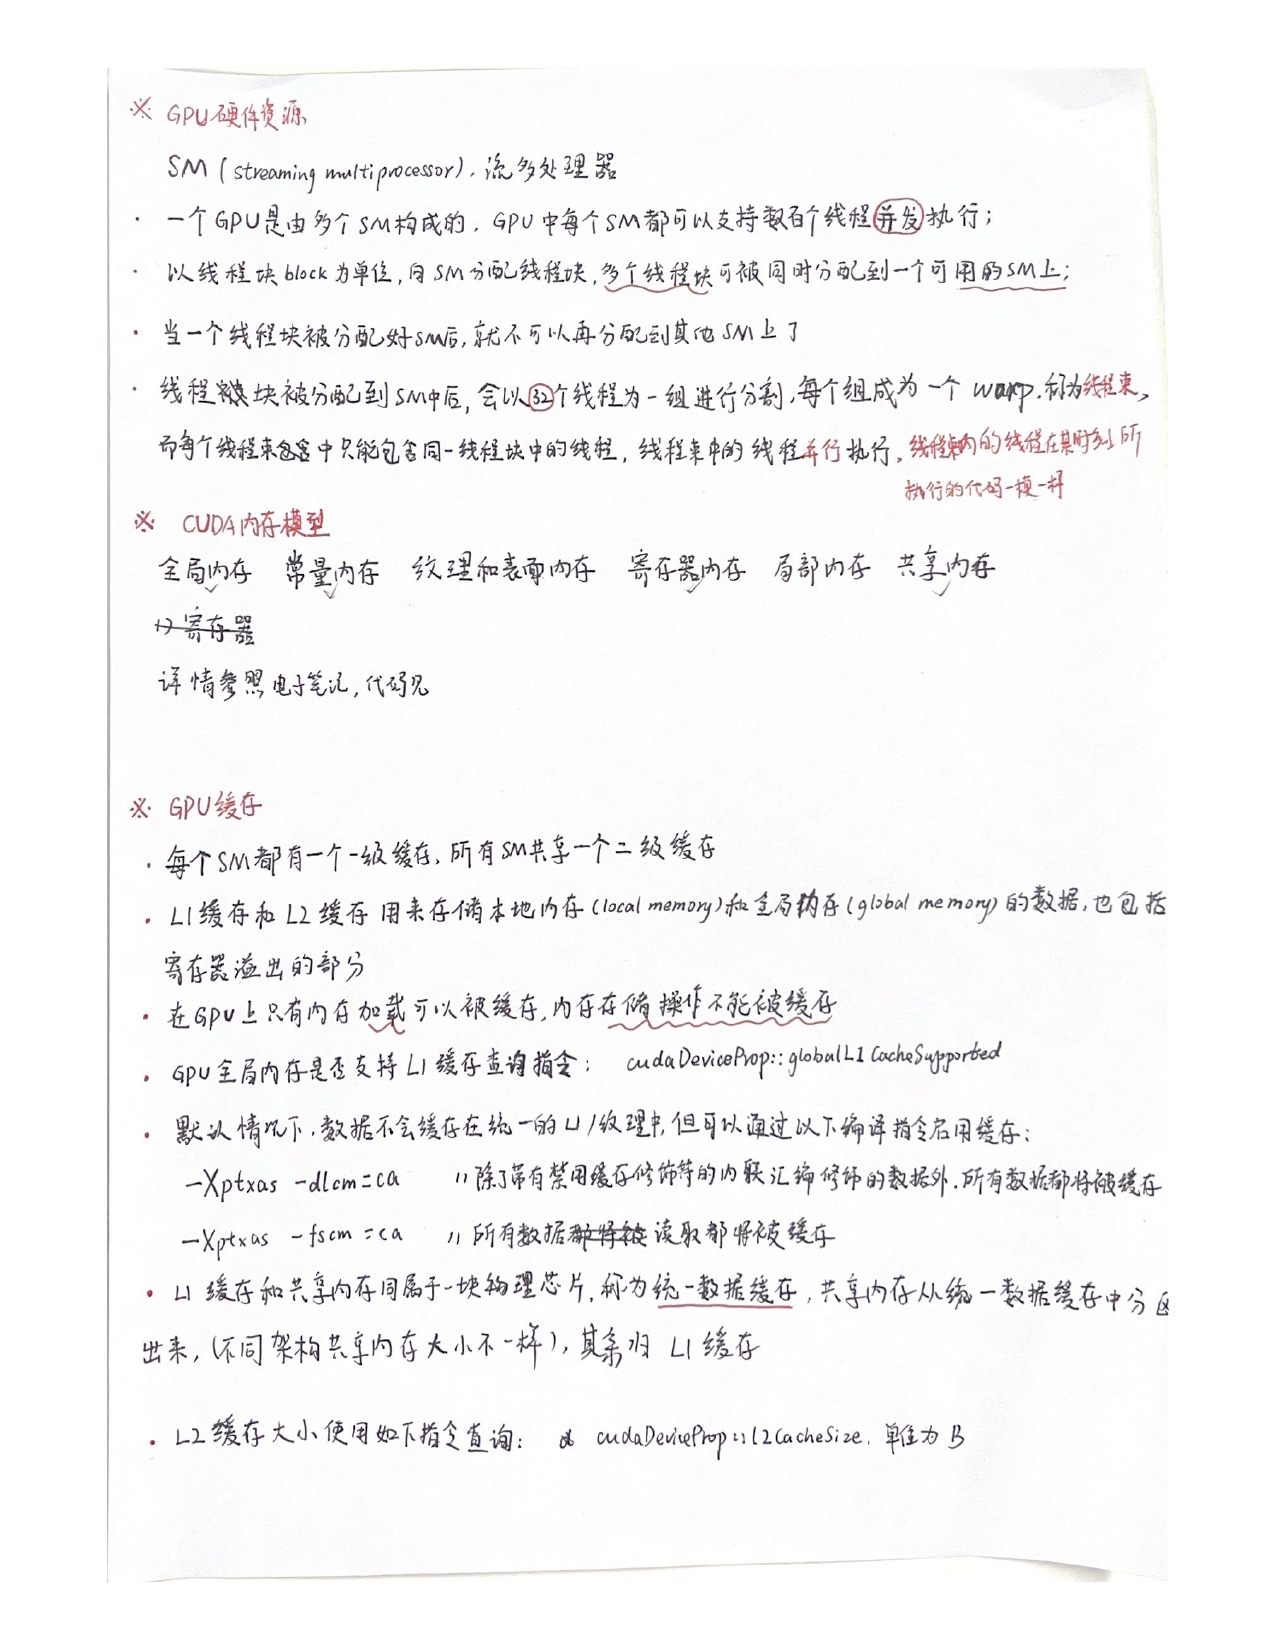 ※ GPU硬件资源
SM(streaming multiprocessor),流多处理器
· 一个GPU是由多个SM构成的,GPU中每个SM都可以支持数百个线程并发执行;
· 以线程块block为单位,向SM分配线程块,多个线程块可被同时分配到一个可用的SM上;
· 当一个线程块被分配好SM后,就不可以再分配到其他SM上了
· 线程块被分配到SM中后,会以32个线程为一组进行分割,每个组成为一个warp,称为线程束,
而每个线程束中只能包含同一线程块中的线程,线程束中的线程并行执行,线程束内的线程在某时刻所
执行的代码一模一样
※ CUDA内存模型
全局内存 常量内存 纹理和表面内存 寄存器内存 局部内存 共享内存
1) 寄存器
详情参照电子笔记,代码见
※ GPU缓存
· 每个SM都有一个一级缓存,所有SM共享一个二级缓存
· L1缓存和L2缓存用来存储本地内存(local memory)和全局内存(global memory)的数据,也包括
寄存器溢出的部分
· 在GPU上只有内存加载可以被缓存,内存存储操作不能被缓存
· GPU全局内存是否支持L1缓存查询指令: cudaDeviceProp::globalL1CacheSupported
· 默认情况下,数据不会缓存在统一的L1/纹理中,但可以通过以下编译指令启用缓存:
-Xptxas -dlcm=ca //除了带有禁用缓存修饰符的内联汇编修饰的数据外,所有数据都将被缓存
-Xptxas -fscm=ca //所有数据都将被读取都将被缓存
· L1缓存和共享内存同属于一块物理芯片,称为统一数据缓存,共享内存从统一数据缓存中分区
出来,(不同架构共享内存大小不一样),其余归L1缓存
· L2缓存大小使用如下指令查询: cudaDeviceProp::l2CacheSize,单位为B